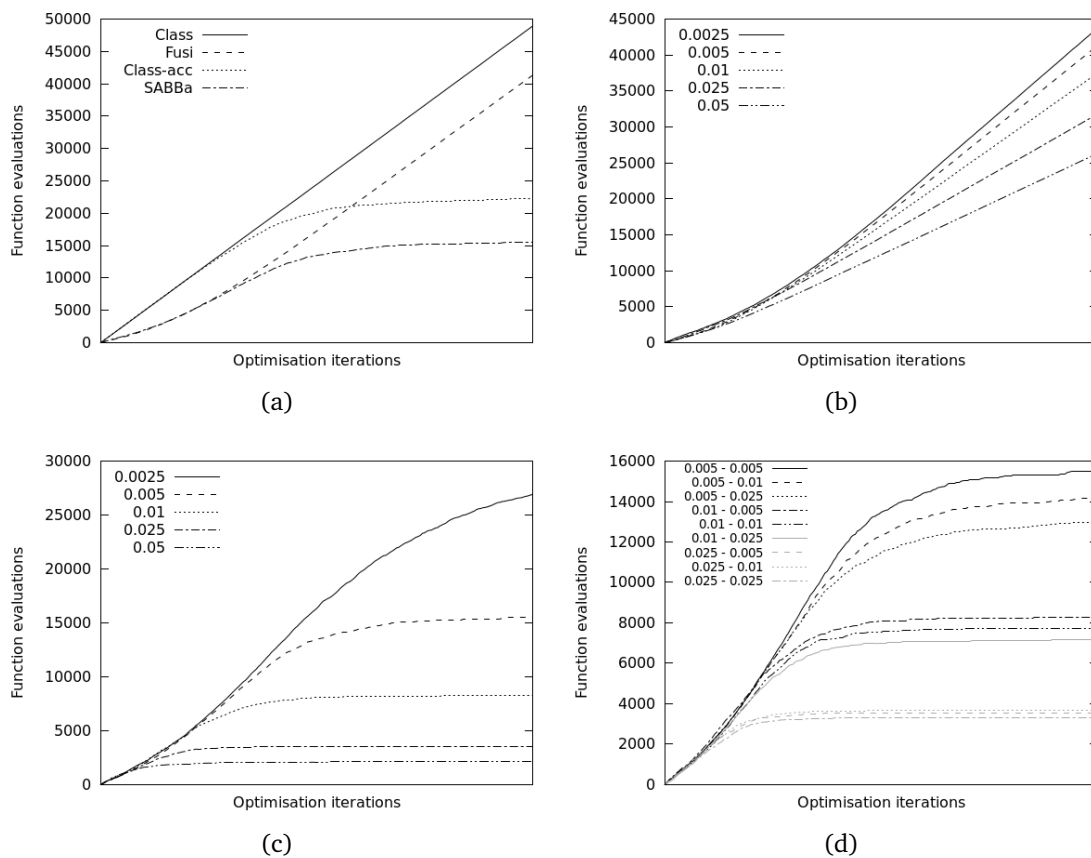 50000
45000
40000
35000
30000
25000
20000
15000
10000
5000
0
Function evaluations
Class
Fusi
Class-acc
SABBa
Optimisation iterations
(a)
45000
40000
35000
30000
25000
20000
15000
10000
5000
0
Function evaluations
0.0025
0.005
0.01
0.025
0.05
Optimisation iterations
(b)
30000
25000
20000
15000
10000
5000
0
Function evaluations
0.0025
0.005
0.01
0.025
0.05
Optimisation iterations
(c)
16000
14000
12000
10000
8000
6000
4000
2000
0
Function evaluations
0.005 - 0.005
0.005 - 0.01
0.005 - 0.025
0.01 - 0.005
0.01 - 0.01
0.01 - 0.025
0.025 - 0.005
0.025 - 0.01
0.025 - 0.025
Optimisation iterations
(d)